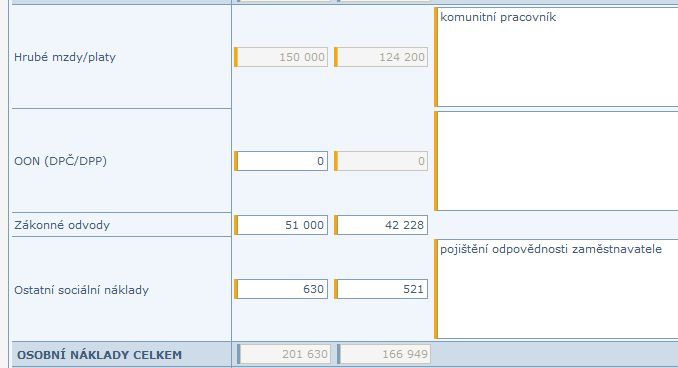 komunitní pracovník
Hrubé mzdy/platy 150 000 124 200
OON (DPČ/DPP) 0 0
Zákonné odvody 51 000 42 228
pojištění odpovědnosti zaměstnavatele
Ostatní sociální náklady 630 521
OSOBNÍ NÁKLADY CELKEM 201 630 166 949